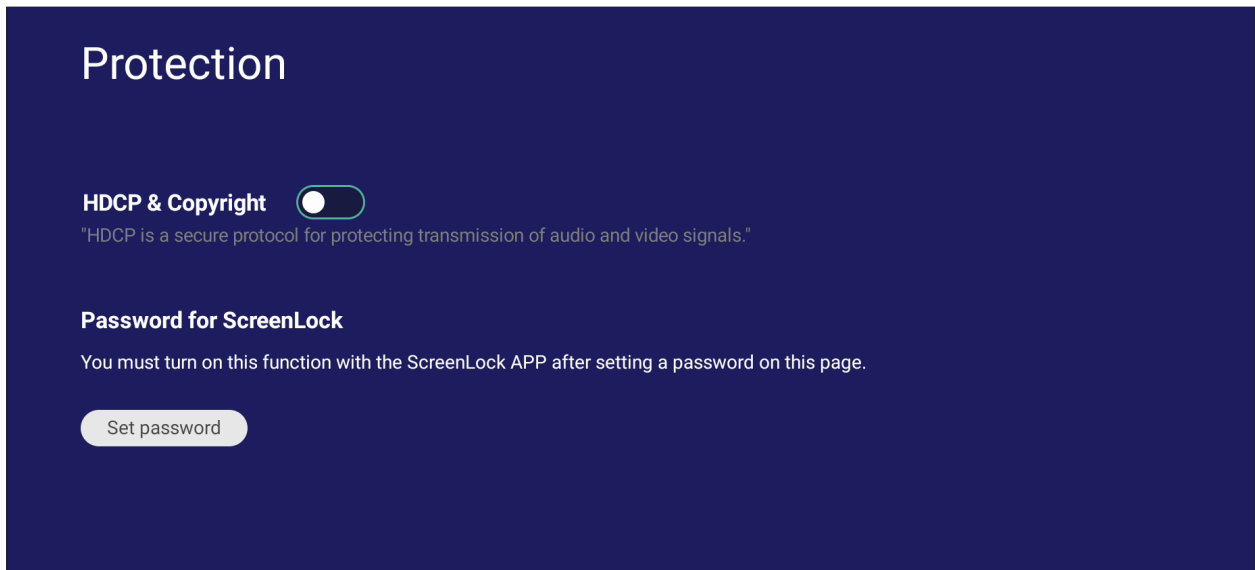 Protection
HDCP & Copyright
"HDCP is a secure protocol for protecting transmission of audio and video signals."
Password for ScreenLock
You must turn on this function with the ScreenLock APP after setting a password on this page.
Set password